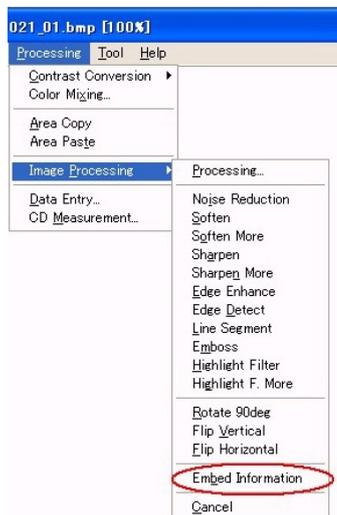 021_01.bmp [100%]
Processing Tool Help
Contrast Conversion
Color Mixing...
Area Copy
Area Paste
Image Processing
Data Entry...
CD Measurement...
Processing...
Noise Reduction
Soften
Soften More
Sharpen
Sharpen More
Edge Enhance
Edge Detect
Line Segment
Emboss
Highlight Filter
Highlight F. More
Rotate 90deg
Flip Vertical
Flip Horizontal
Embed Information
Cancel